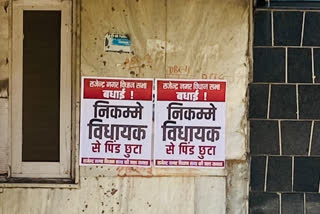 राजेन्द्र नगर विधान सभा
बधाई !
निकम्मे
विधायक
से पिंड छुटा
राजेन्द्र नगर विधान सभा
बधाई !
निकम्मे
विधायक
से पिंड छुटा